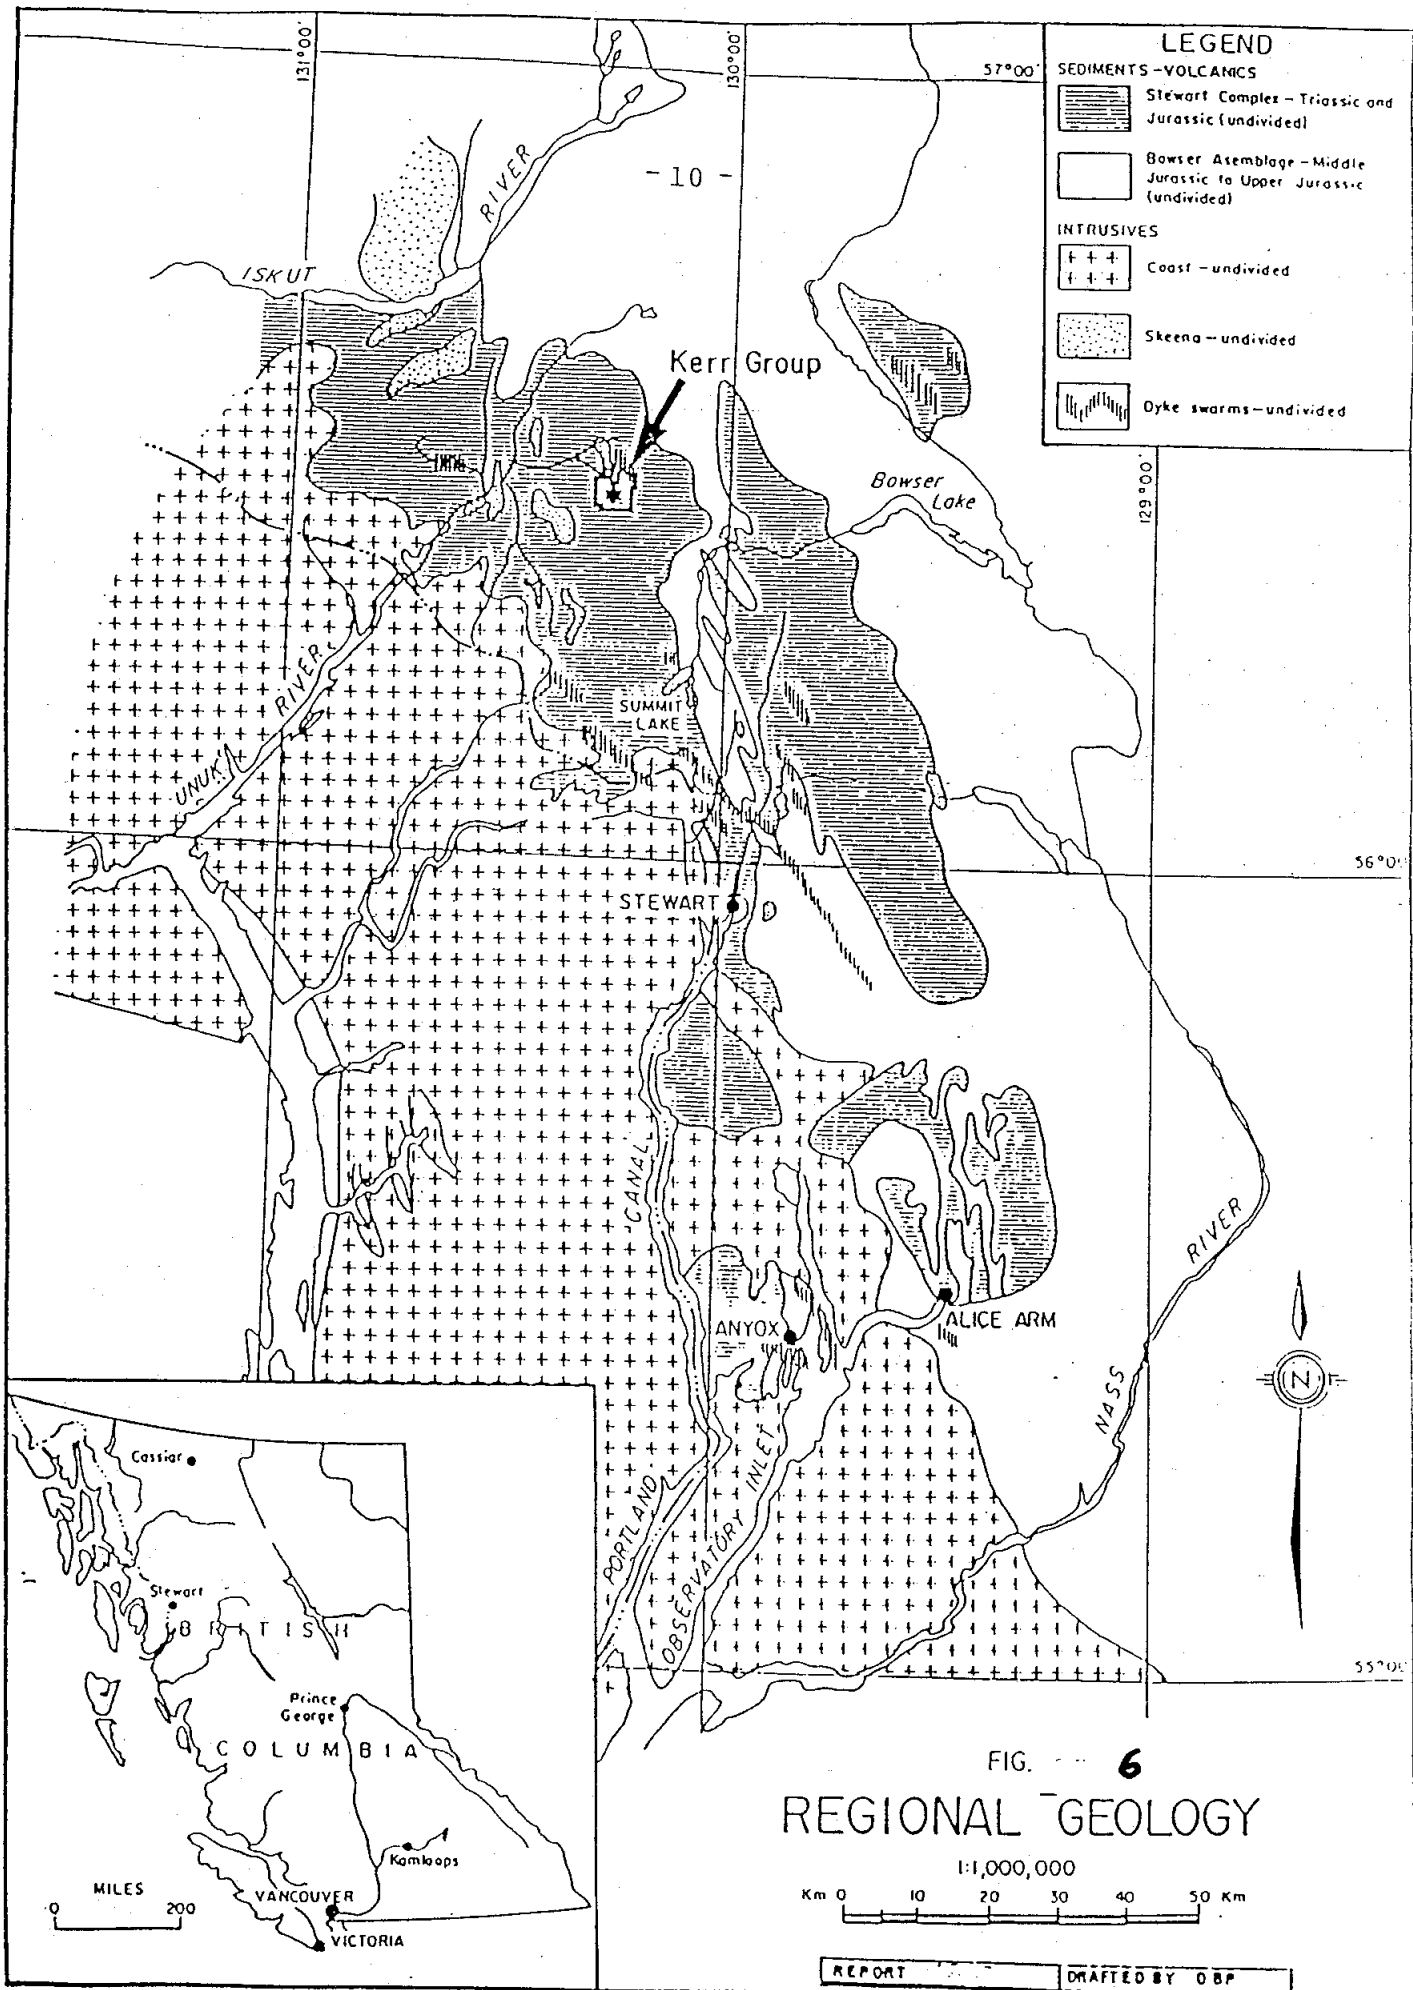 131°00'
130°00'
57°00'
LEGEND
SEDIMENTS-VOLCANICS
Stewart Complex - Triassic and
Jurassic (undivided)
Bowser Asemblage - Middle
Jurassic to Upper Jurassic
(undivided)
INTRUSIVES
Coast - undivided
Skeena - undivided
Dyke swarms - undivided
- 10 -
RIVER
ISKUT
Kerr Group
Bowser
Lake
129°00'
RIVER
UNUK
SUMMIT
LAKE
56°00'
STEWART
CANAL
RIVER
ANYOX
ALICE ARM
NASS
N
PORTLAND
OBSERVATORY INLET
55°00'
Cassiar
Stewart
BRITISH
Prince
George
COLUMBIA
Kamloops
MILES
0 200
VANCOUVER
VICTORIA
FIG. 6
REGIONAL GEOLOGY
1:1,000,000
Km 0 10 20 30 40 50 Km
REPORT
DRAFTED BY OBP